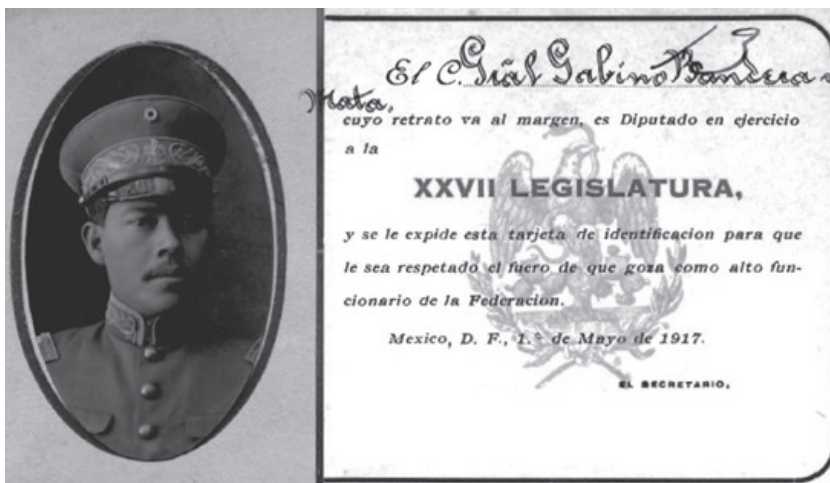 El C. Gral Gabino Bandera
Mata,
cuyo retrato va al margen, es Diputado en ejercicio
a la
XXVII LEGISLATURA,
y se le expide esta tarjeta de identificacion para que
le sea respetado el fuero de que goza como alto fun-
cionario de la Federacion.
Mexico, D. F., 1.º de Mayo de 1917.
EL SECRETARIO,